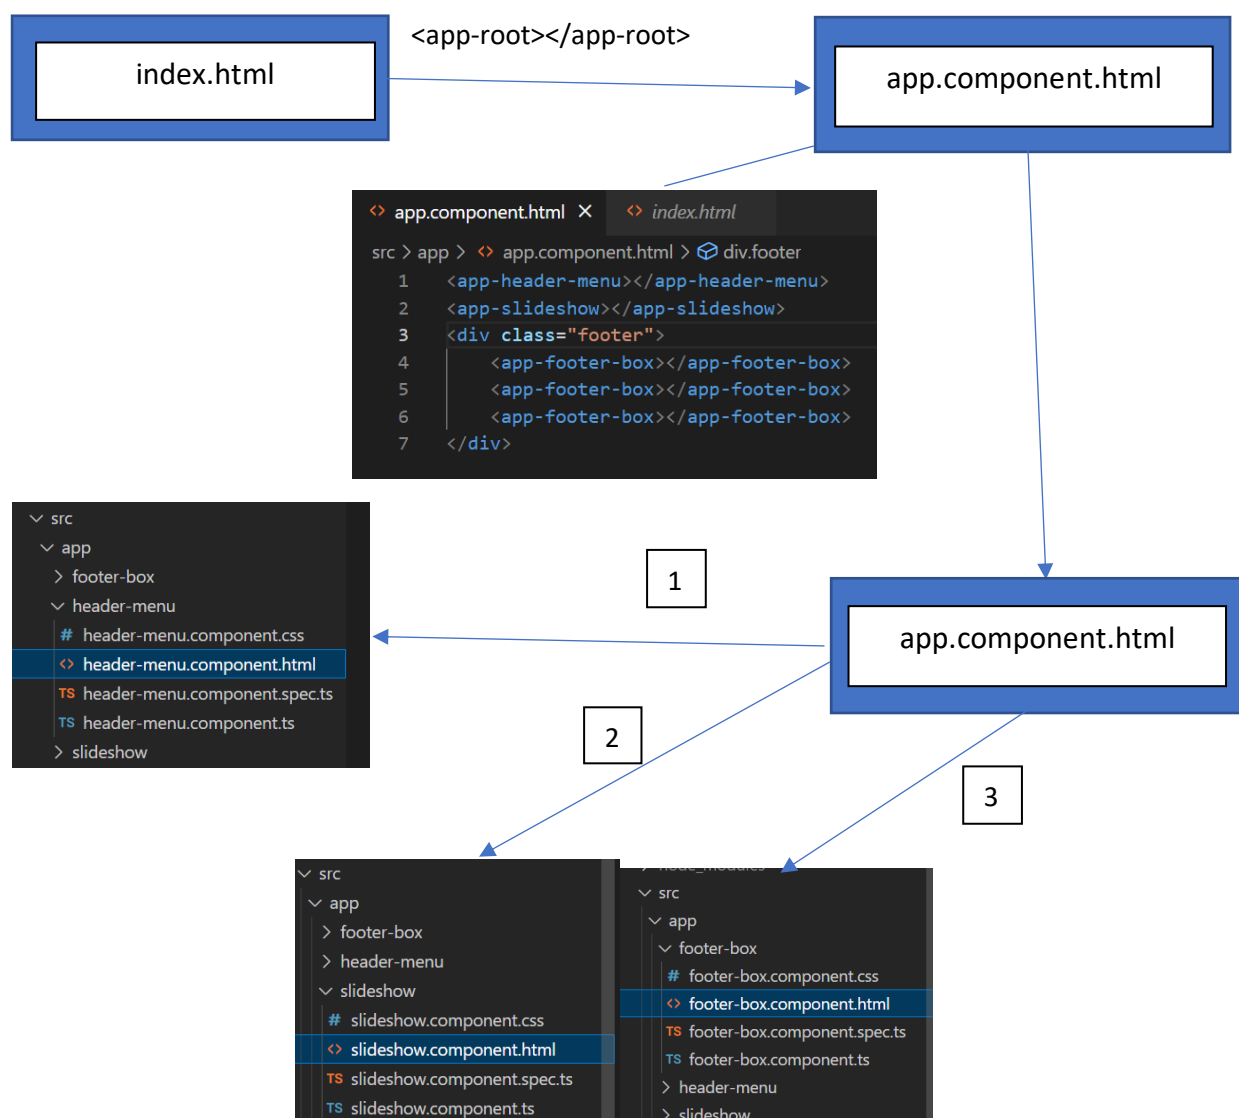 <app-root></app-root>
index.html
app.component.html
<> app.component.html × <> index.html
src > app > <> app.component.html > div.footer
1 <app-header-menu></app-header-menu>
2 <app-slideshow></app-slideshow>
3 <div class="footer">
4 <app-footer-box></app-footer-box>
5 <app-footer-box></app-footer-box>
6 <app-footer-box></app-footer-box>
7 </div>
src
app
> footer-box
header-menu
# header-menu.component.css
<> header-menu.component.html
TS header-menu.component.spec.ts
TS header-menu.component.ts
> slideshow
1
app.component.html
2
3
src
app
> footer-box
> header-menu
slideshow
# slideshow.component.css
<> slideshow.component.html
TS slideshow.component.spec.ts
TS slideshow.component.ts
> node_modules
src
app
footer-box
# footer-box.component.css
<> footer-box.component.html
TS footer-box.component.spec.ts
TS footer-box.component.ts
> header-menu
> slideshow